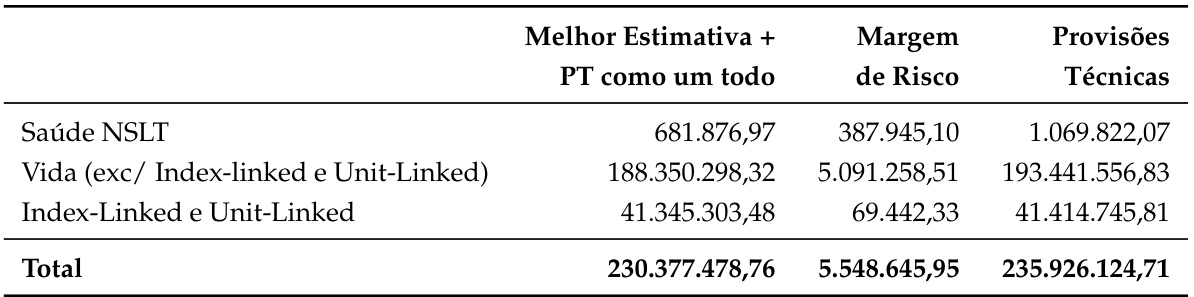 Melhor Estimativa + Margem Provisões
PT como um todo de Risco Técnicas
Saúde NSLT 681.876,97 387.945,10 1.069.822,07
Vida (exc/ Index-linked e Unit-Linked) 188.350.298,32 5.091.258,51 193.441.556,83
Index-Linked e Unit-Linked 41.345.303,48 69.442,33 41.414.745,81
Total 230.377.478,76 5.548.645,95 235.926.124,71